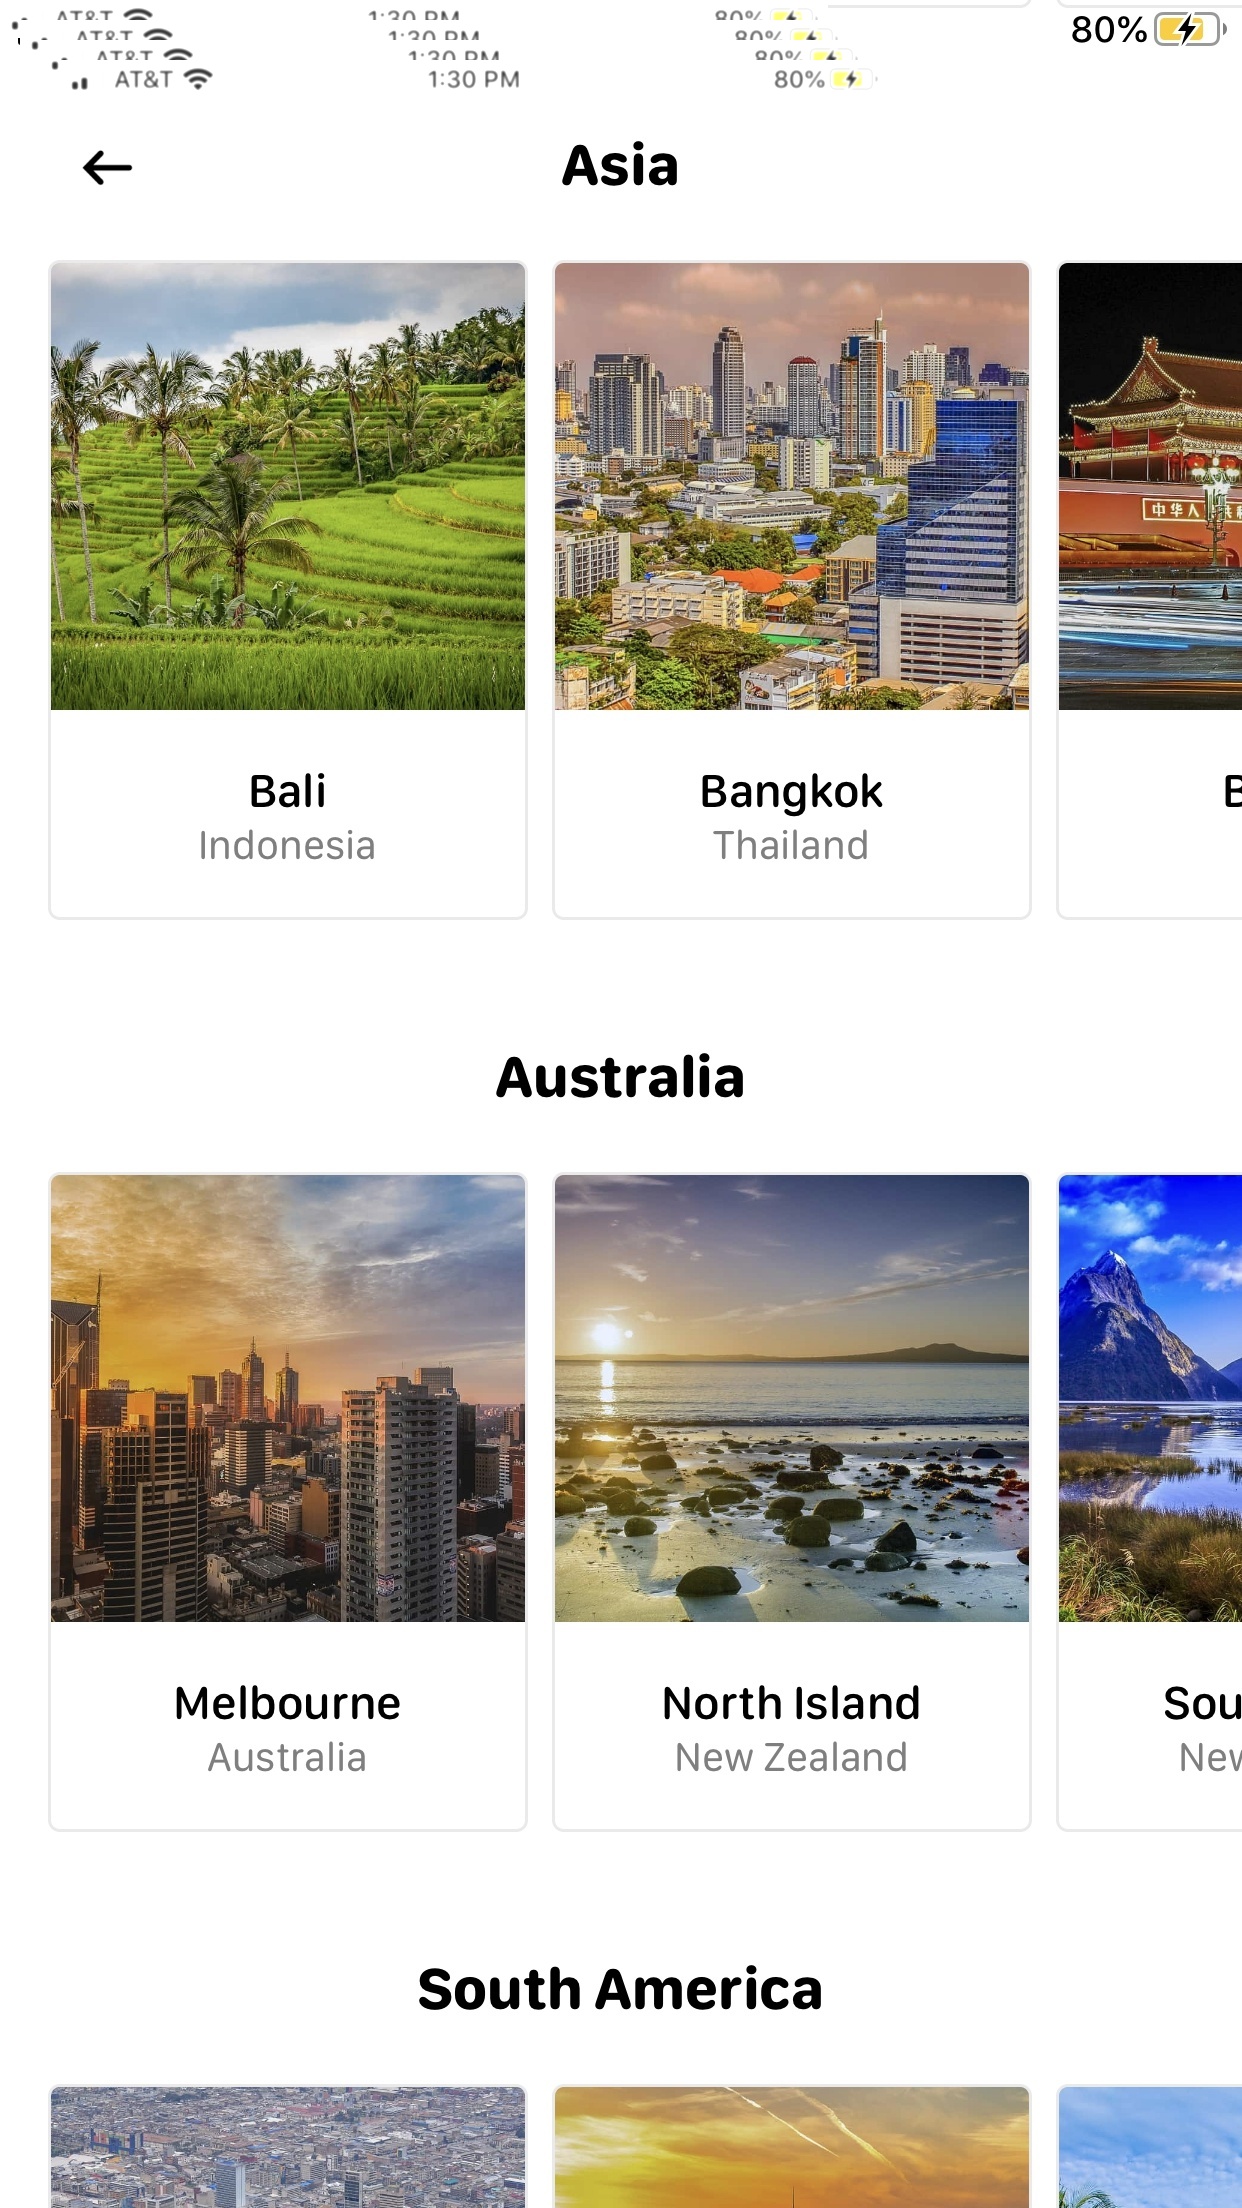 AT&T 1:30 PM 80%
80%
AT&T 1:30 PM 80%
AT&T 1:30 PM 80%
AT&T 1:30 PM 80%
Asia
中华人
Bali
Indonesia
Bangkok
Thailand
B
Australia
Melbourne
Australia
North Island
New Zealand
Sou
New
South America